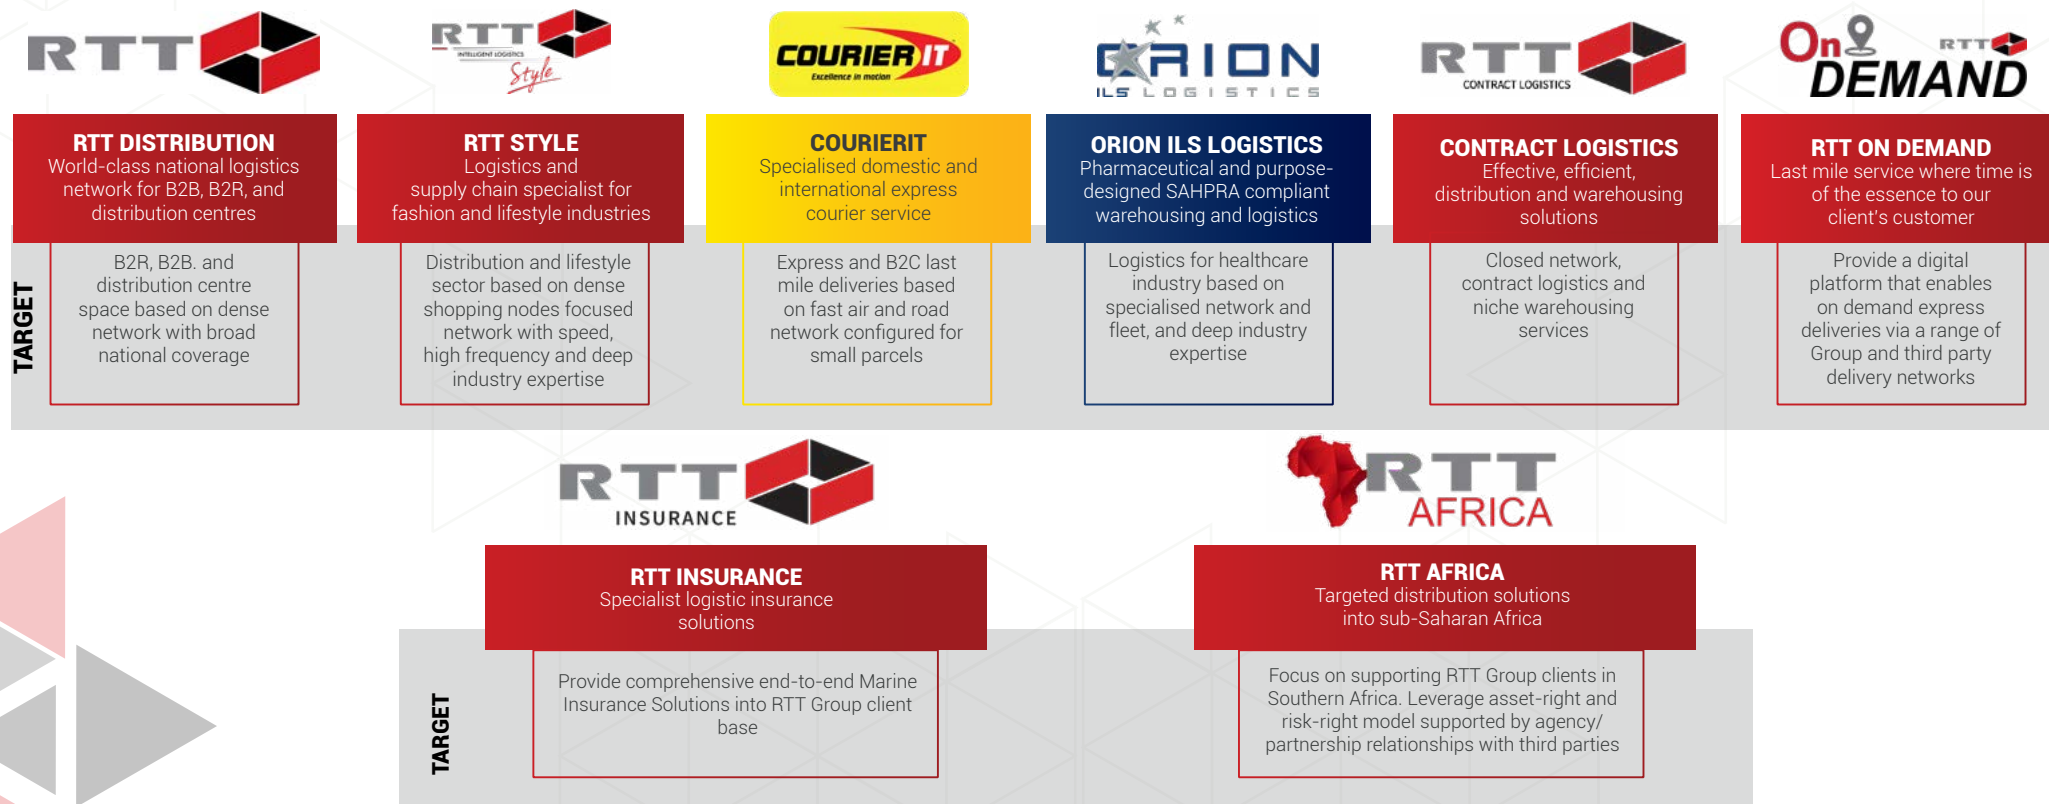 RTT
RTT
INTELLIGENT LOGISTICS
Style
COURIER IT
Excellence in motion
ORION
ILS LOGISTICS
RTT
CONTRACT LOGISTICS
On
RTT
DEMAND
RTT DISTRIBUTION
World-class national logistics
network for B2B, B2R, and
distribution centres
RTT STYLE
Logistics and
supply chain specialist for
fashion and lifestyle industries
COURIERIT
Specialised domestic and
international express
courier service
ORION ILS LOGISTICS
Pharmaceutical and purpose-
designed SAHPRA compliant
warehousing and logistics
CONTRACT LOGISTICS
Effective, efficient,
distribution and warehousing
solutions
RTT ON DEMAND
Last mile service where time is
of the essence to our
client's customer
TARGET
B2R, B2B. and
distribution centre
space based on dense
network with broad
national coverage
Distribution and lifestyle
sector based on dense
shopping nodes focused
network with speed,
high frequency and deep
industry expertise
Express and B2C last
mile deliveries based
on fast air and road
network configured for
small parcels
Logistics for healthcare
industry based on
specialised network and
fleet, and deep industry
expertise
Closed network,
contract logistics and
niche warehousing
services
Provide a digital
platform that enables
on demand express
deliveries via a range of
Group and third party
delivery networks
RTT
INSURANCE
RTT
AFRICA
RTT INSURANCE
Specialist logistic insurance
solutions
RTT AFRICA
Targeted distribution solutions
into sub-Saharan Africa
TARGET
Provide comprehensive end-to-end Marine
Insurance Solutions into RTT Group client
base
Focus on supporting RTT Group clients in
Southern Africa. Leverage asset-right and
risk-right model supported by agency/
partnership relationships with third parties